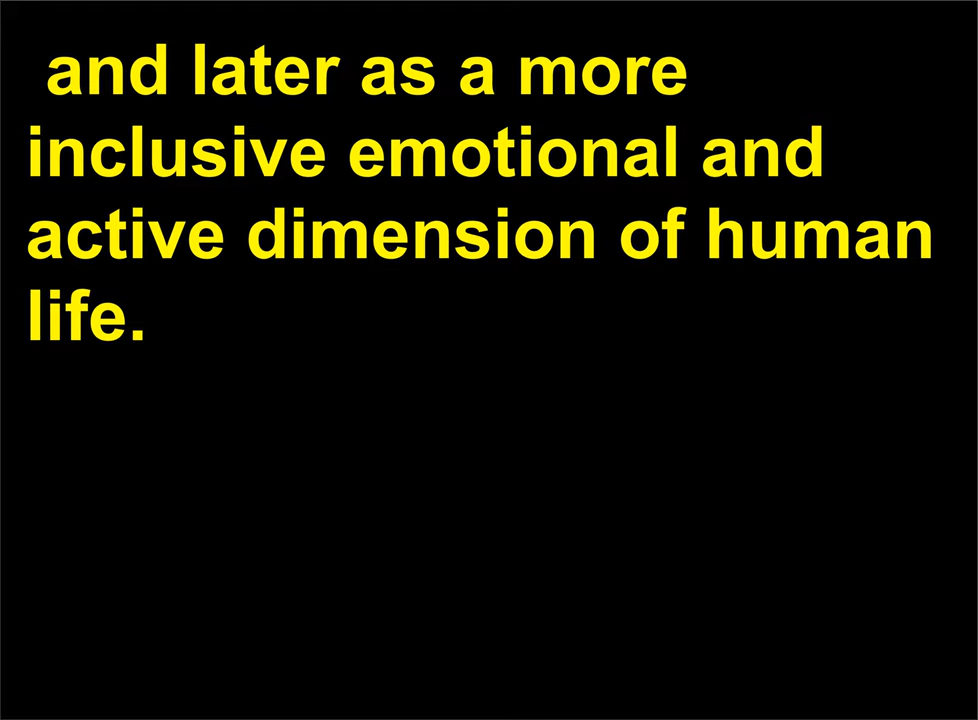 and later as a more
inclusive emotional and
active dimension of human
life.